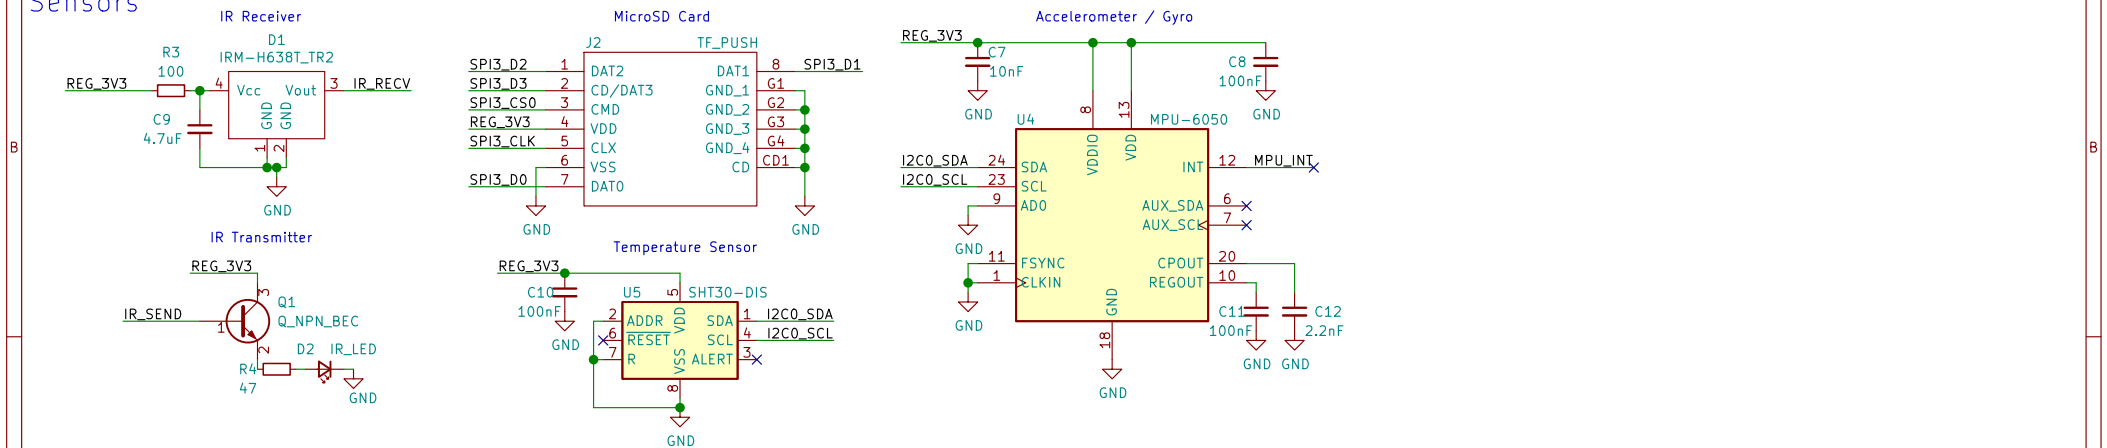 Sensors
IR Receiver
D1
IRM-H638T_TR2
R3
100
REG_3V3
4
Vcc
Vout
3
IR_RECV
GND
GND
1
2
C9
4.7uF
GND
IR Transmitter
REG_3V3
3
Q1
Q_NPN_BEC
IR_SEND
1
2
D2
IR_LED
R4
47
GND
MicroSD Card
J2
TF_PUSH
SPI3_D2
1
DAT2
DAT1
8
SPI3_D1
SPI3_D3
2
CD/DAT3
GND_1
G1
SPI3_CS0
3
CMD
GND_2
G2
REG_3V3
4
VDD
GND_3
G3
SPI3_CLK
5
CLX
GND_4
G4
6
VSS
CD
CD1
SPI3_D0
7
DAT0
GND
GND
Temperature Sensor
REG_3V3
C10
100nF
GND
5
U5
SHT30-DIS
2
ADDR
VDD
SDA
1
I2C0_SDA
6
RESET
SCL
4
I2C0_SCL
7
R
VSS
ALERT
3
8
GND
Accelerometer / Gyro
REG_3V3
C7
10nF
GND
C8
100nF
GND
8
13
U4
MPU-6050
VDDIO
VDD
I2C0_SDA
24
SDA
INT
12
MPU_INT
I2C0_SCL
23
SCL
9
AD0
AUX_SDA
6
AUX_SCL
7
GND
11
FSYNC
CPOUT
20
1
CLKIN
REGOUT
10
GND
GND
18
GND
C11
100nF
GND
C12
2.2nF
GND
B
B